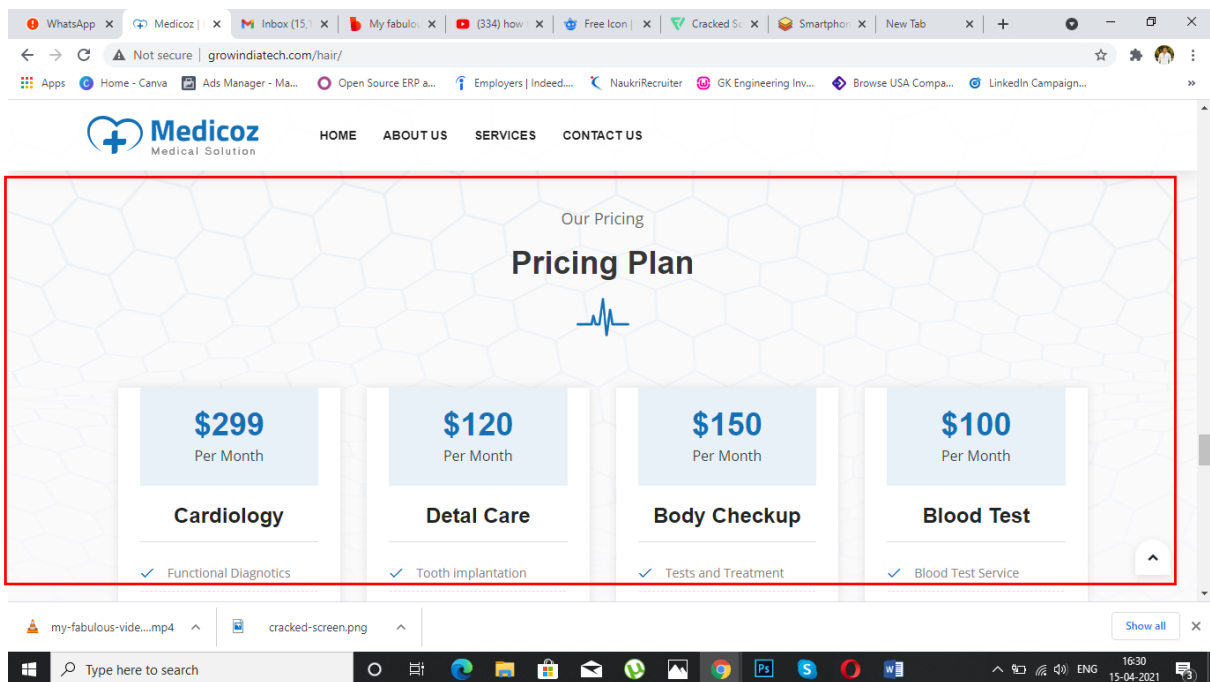 WhatsApp
Medicoz |
Inbox (15,1
My fabulo
(334) how
Free Icon |
Cracked Sc
Smartphon
New Tab
Not secure | growindiatech.com/hair/
Apps
Home - Canva
Ads Manager - Ma...
Open Source ERP a...
Employers | Indeed....
NaukriRecruiter
GK Engineering Inv...
Browse USA Compa...
LinkedIn Campaign...
»
Medicoz
Medical Solution
HOME ABOUT US SERVICES CONTACT US
Our Pricing
Pricing Plan
$299 $120 $150 $100
Per Month Per Month Per Month Per Month
Cardiology Detal Care Body Checkup Blood Test
Functional Diagnotics Tooth implantation Tests and Treatment Blood Test Service
my-fabulous-vide....mp4 cracked-screen.png Show all
Type here to search
Ps
S
W
ENG
16:30
15-04-2021
3